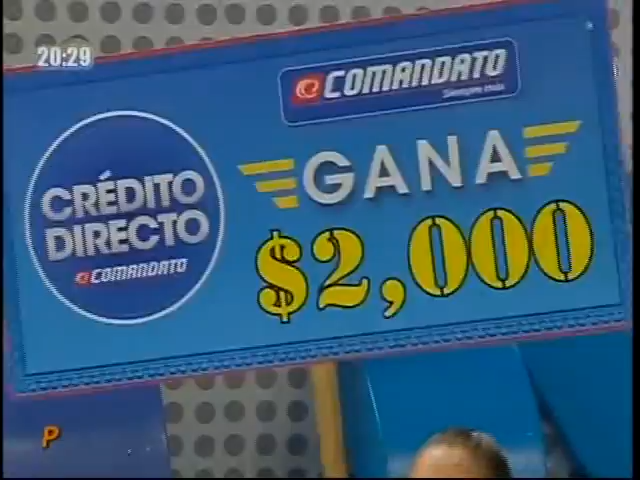 20:29
COMANDATO
Siempre más
CRÉDITO
DIRECTO
COMANDATO
GANA
$2,000
P